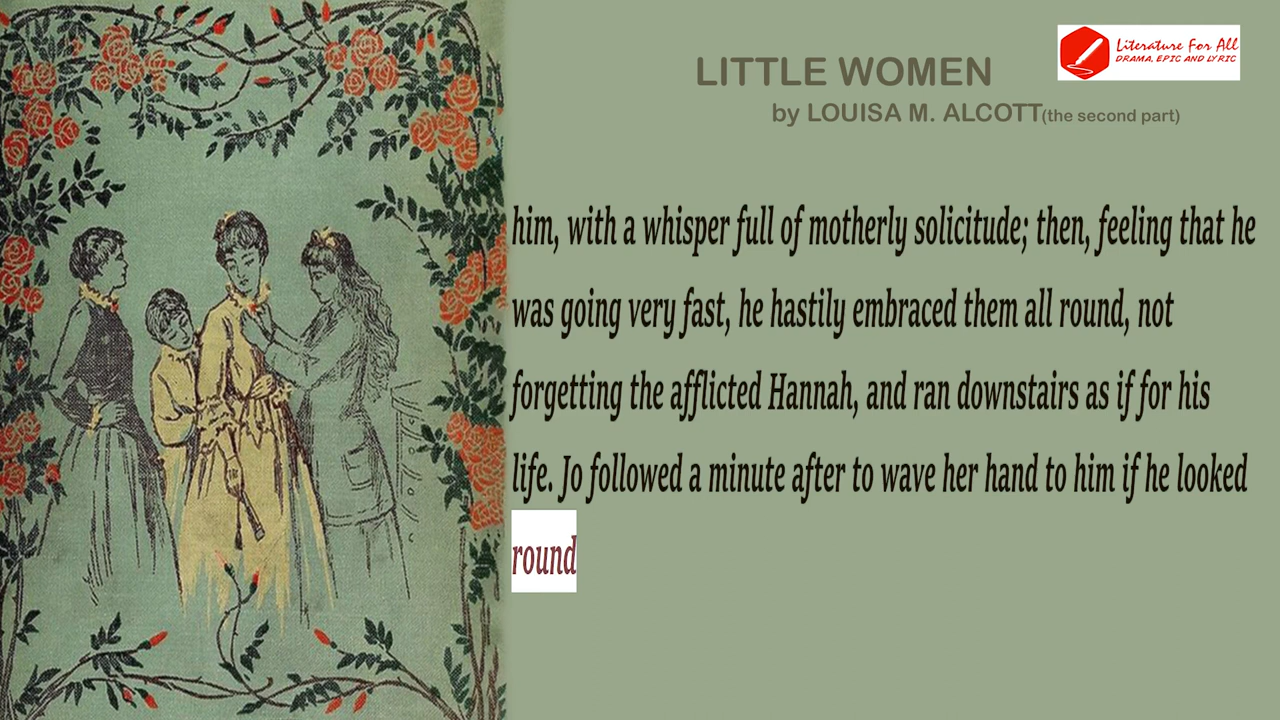 LITTLE WOMEN
by LOUISA M. ALCOTT(the second part)
Literature For All
DRAMA, EPIC AND LYRIC
him, with a whisper full of motherly solicitude; then, feeling that he
was going very fast, he hastily embraced them all round, not
forgetting the afflicted Hannah, and ran downstairs as if for his
life. Jo followed a minute after to wave her hand to him if he looked
round